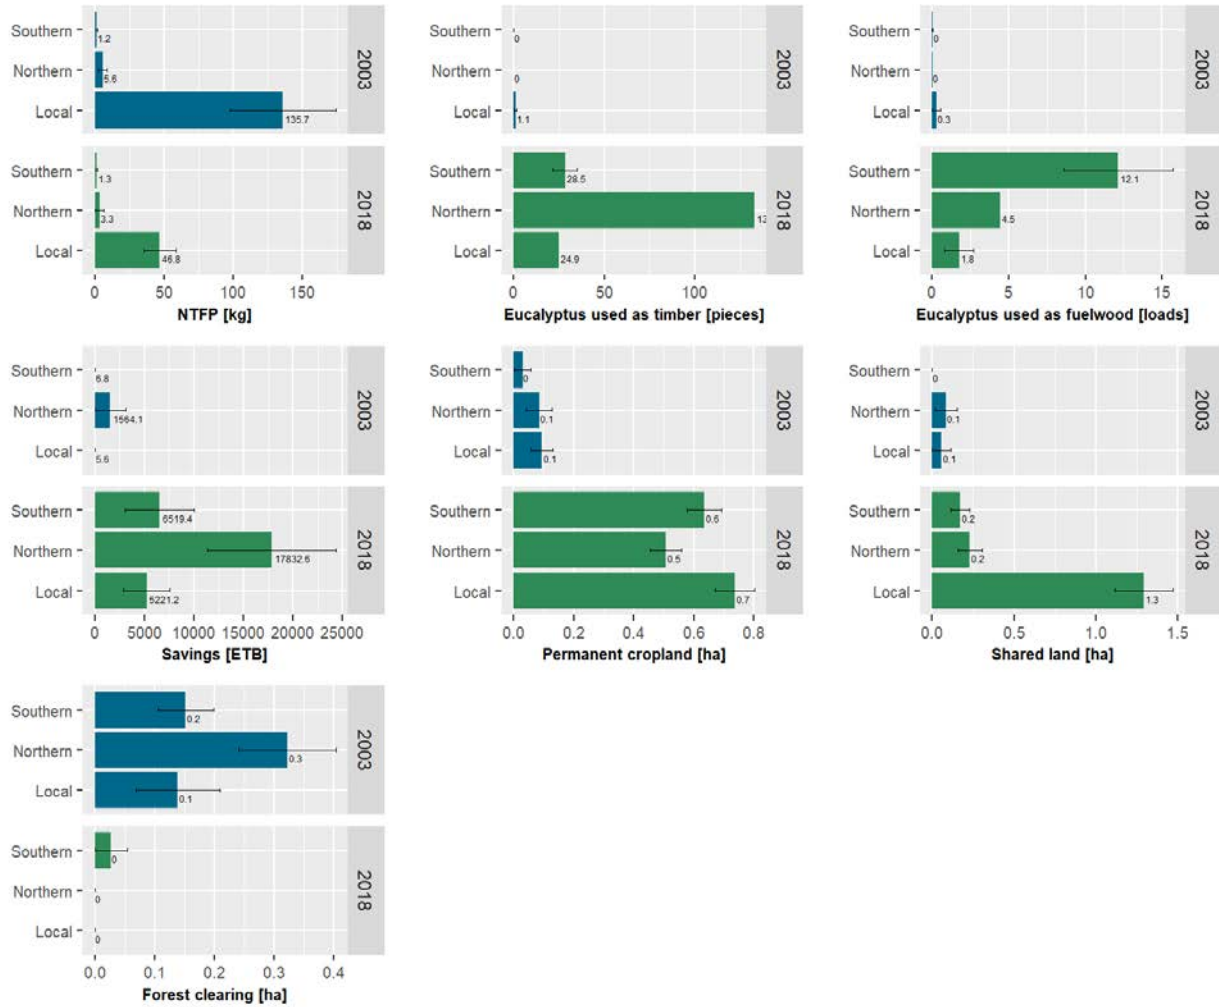 Southern
1.2
Northern
5.6
Local
135.7
2003
Southern
1.3
Northern
3.3
Local
46.8
2018
0 50 100 150
NTFP [kg]
Southern
0
Northern
0
Local
1.1
2003
Southern
28.5
Northern
Local
24.9
2018
0 50 100
Eucalyptus used as timber [pieces]
Southern
0
Northern
0
Local
0.3
2003
Southern
12.1
Northern
4.5
Local
1.8
2018
0 5 10 15
Eucalyptus used as fuelwood [loads]
Southern
6.8
Northern
1564.1
Local
5.6
2003
Southern
6519.4
Northern
17832.6
Local
5221.2
2018
0 5000 10000 15000 20000 25000
Savings [ETB]
Southern
0
Northern
0.1
Local
0.1
2003
Southern
0.6
Northern
0.5
Local
0.7
2018
0.0 0.2 0.4 0.6 0.8
Permanent cropland [ha]
Southern
0
Northern
0.1
Local
0.1
2003
Southern
0.2
Northern
0.2
Local
1.3
2018
0.0 0.5 1.0 1.5
Shared land [ha]
Southern
0.2
Northern
0.3
Local
0.1
2003
Southern
0
Northern
0
Local
0
2018
0.0 0.1 0.2 0.3 0.4
Forest clearing [ha]